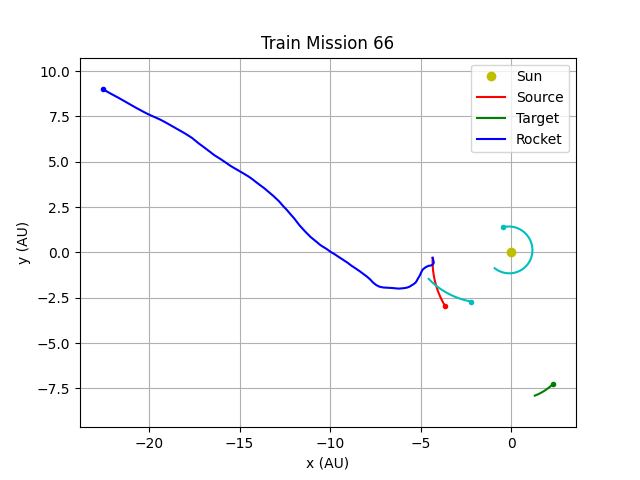 Train Mission 66
Sun
Source
Target
Rocket
y (AU)
10.0
7.5
5.0
2.5
0.0
−2.5
−5.0
−7.5
−20
−15
−10
−5
0
x (AU)